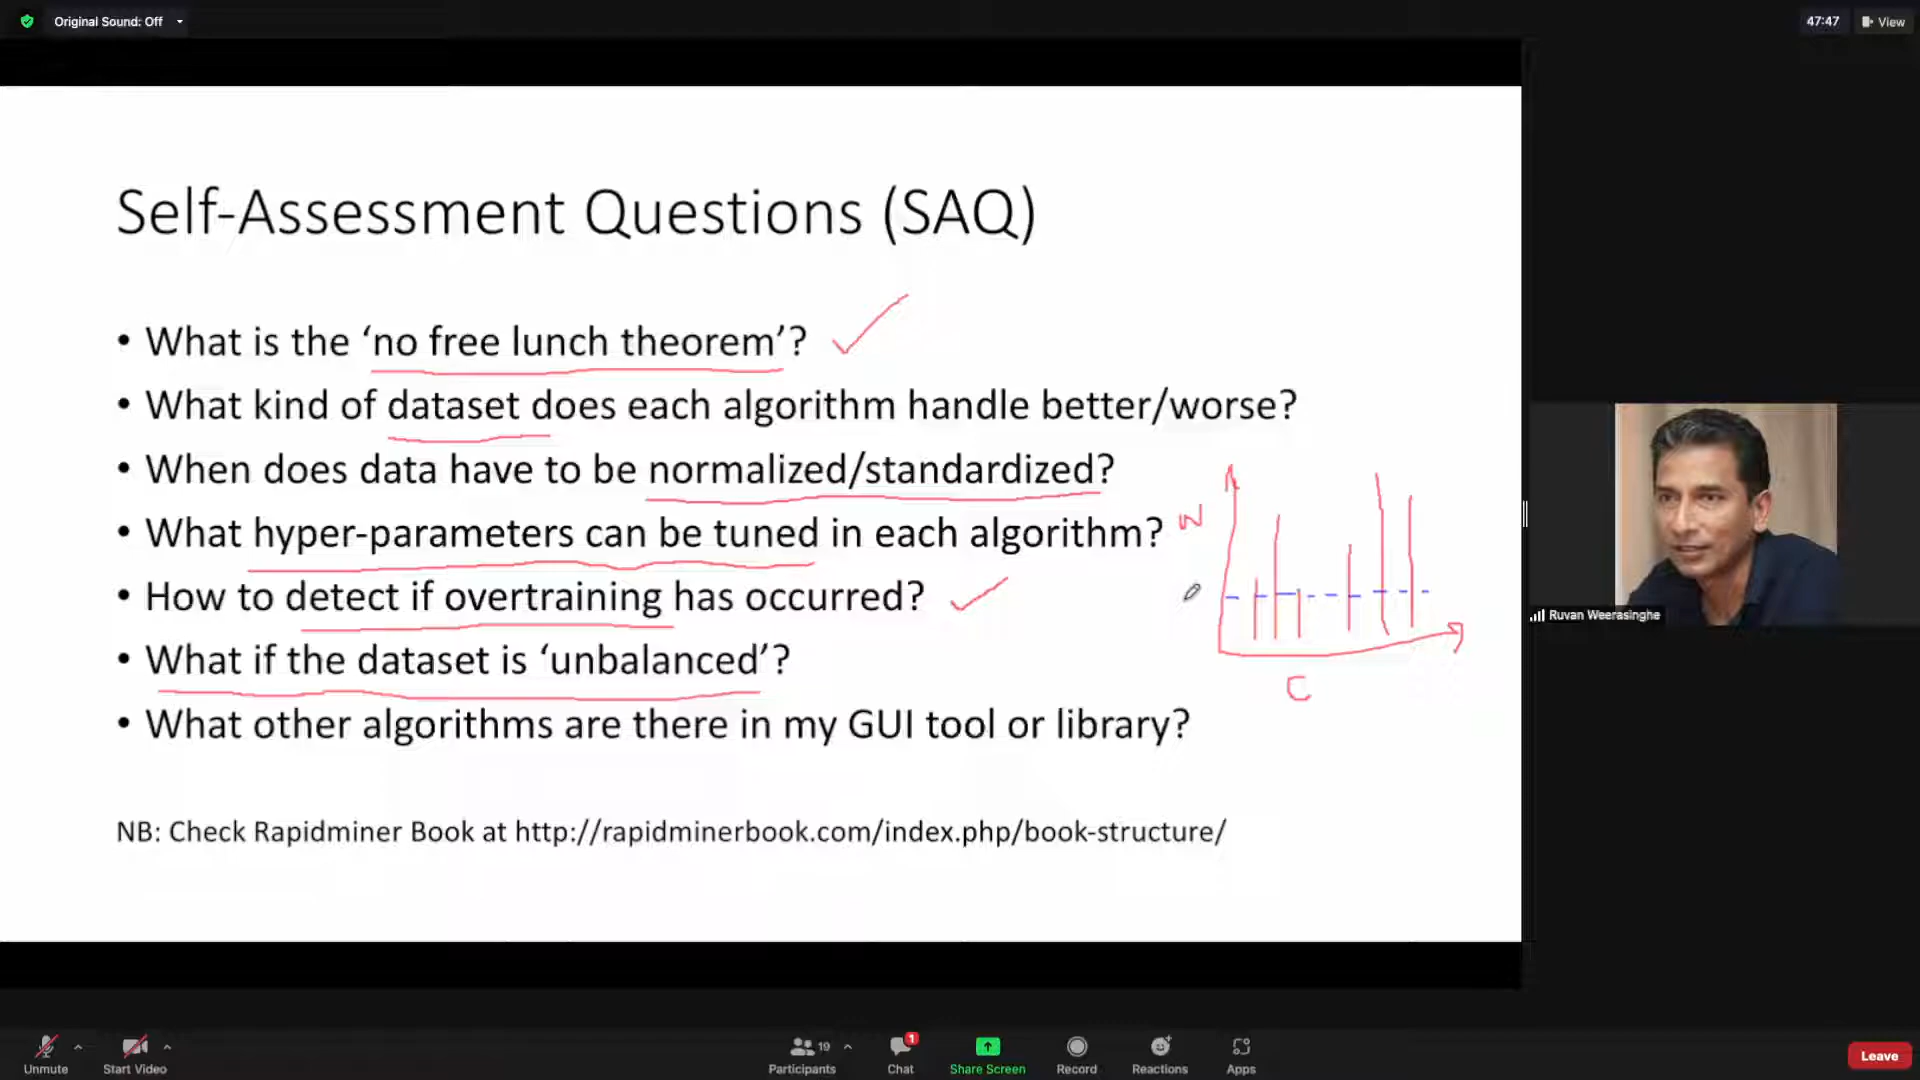 Original Sound: Off
47:47
View
Self-Assessment Questions (SAQ)
• What is the ‘no free lunch theorem’?
• What kind of dataset does each algorithm handle better/worse?
• When does data have to be normalized/standardized?
• What hyper-parameters can be tuned in each algorithm?
• How to detect if overtraining has occurred?
• What if the dataset is ‘unbalanced’?
• What other algorithms are there in my GUI tool or library?
N
C
NB: Check Rapidminer Book at http://rapidminerbook.com/index.php/book-structure/
Ruvan Weerasinghe
Unmute
Start Video
19
Participants
1
Chat
Share Screen
Record
Reactions
Apps
Leave